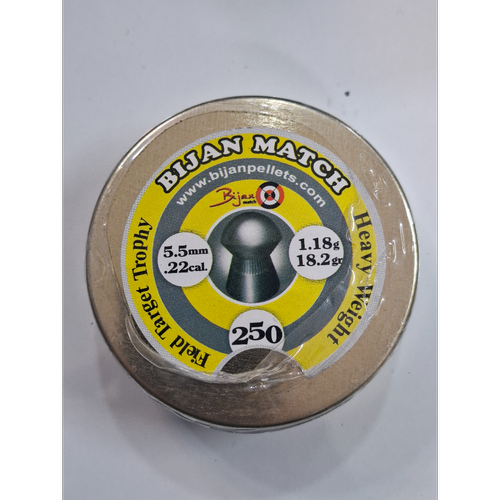 BIJAN MATCH
www.bijanpellets.com
Bijan
match
5.5mm
.22cal.
1.18g
18.2gr
Field Target Trophy
Heavy Weight
250